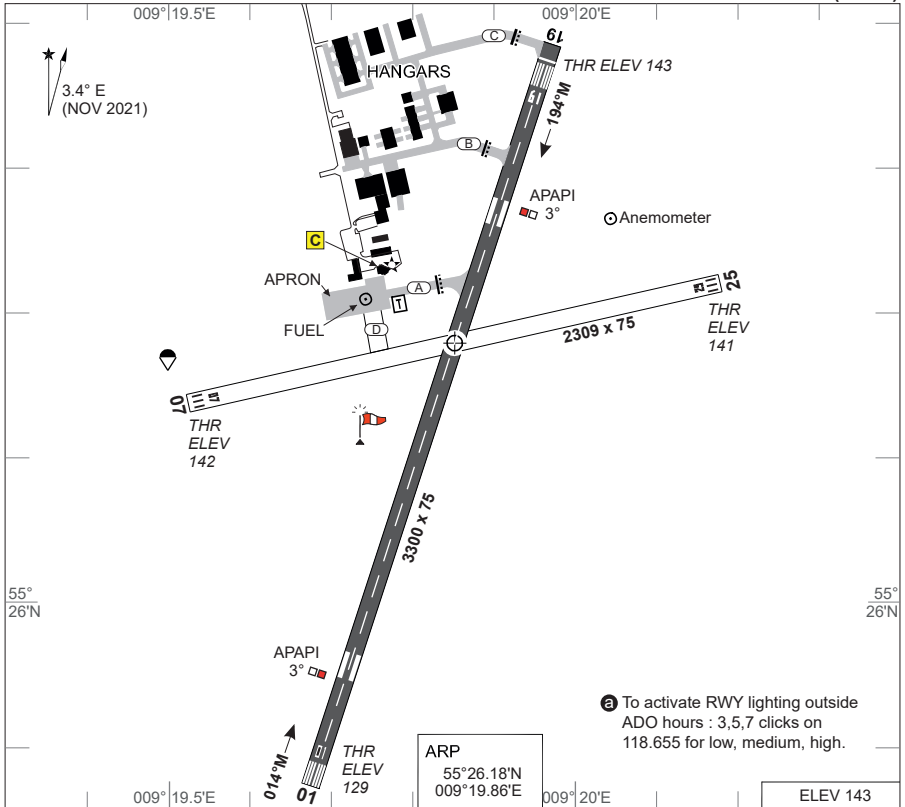 009°19.5'E
009°20'E
3.4° E
(NOV 2021)
HANGARS
C
19
THR ELEV 143
19
194°M
B
APAPI
3°
Anemometer
C
APRON
A
T
FUEL
D
25
25
THR
ELEV
141
2309 x 75
07
07
THR
ELEV
142
3300 x 75
55°
26'N
55°
26'N
APAPI
3°
a To activate RWY lighting outside
ADO hours : 3,5,7 clicks on
118.655 for low, medium, high.
014°M
01
THR
ELEV
129
ARP
55°26.18'N
009°19.86'E
009°19.5'E
009°20'E
ELEV 143